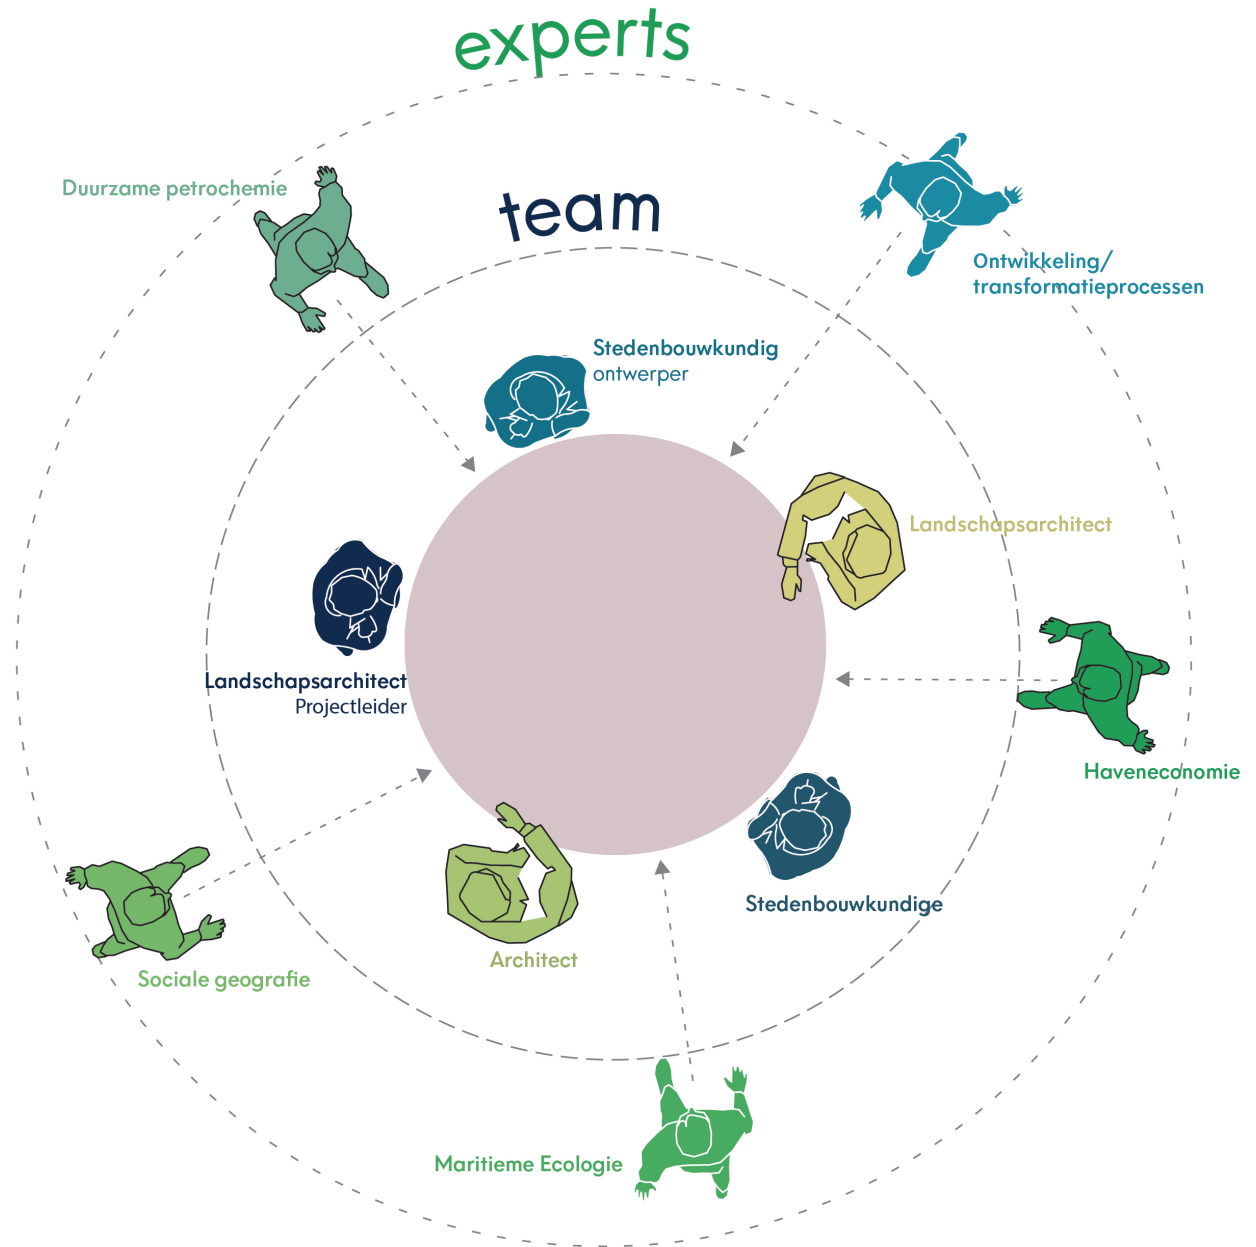 experts
Duurzame petrochemie
team
Ontwikkeling/
transformatieprocessen
Stedenbouwkundig
ontwerper
Landschapsarchitect
Landschapsarchitect
Projectleider
Haveneconomie
Stedenbouwkundige
Architect
Sociale geografie
Maritieme Ecologie